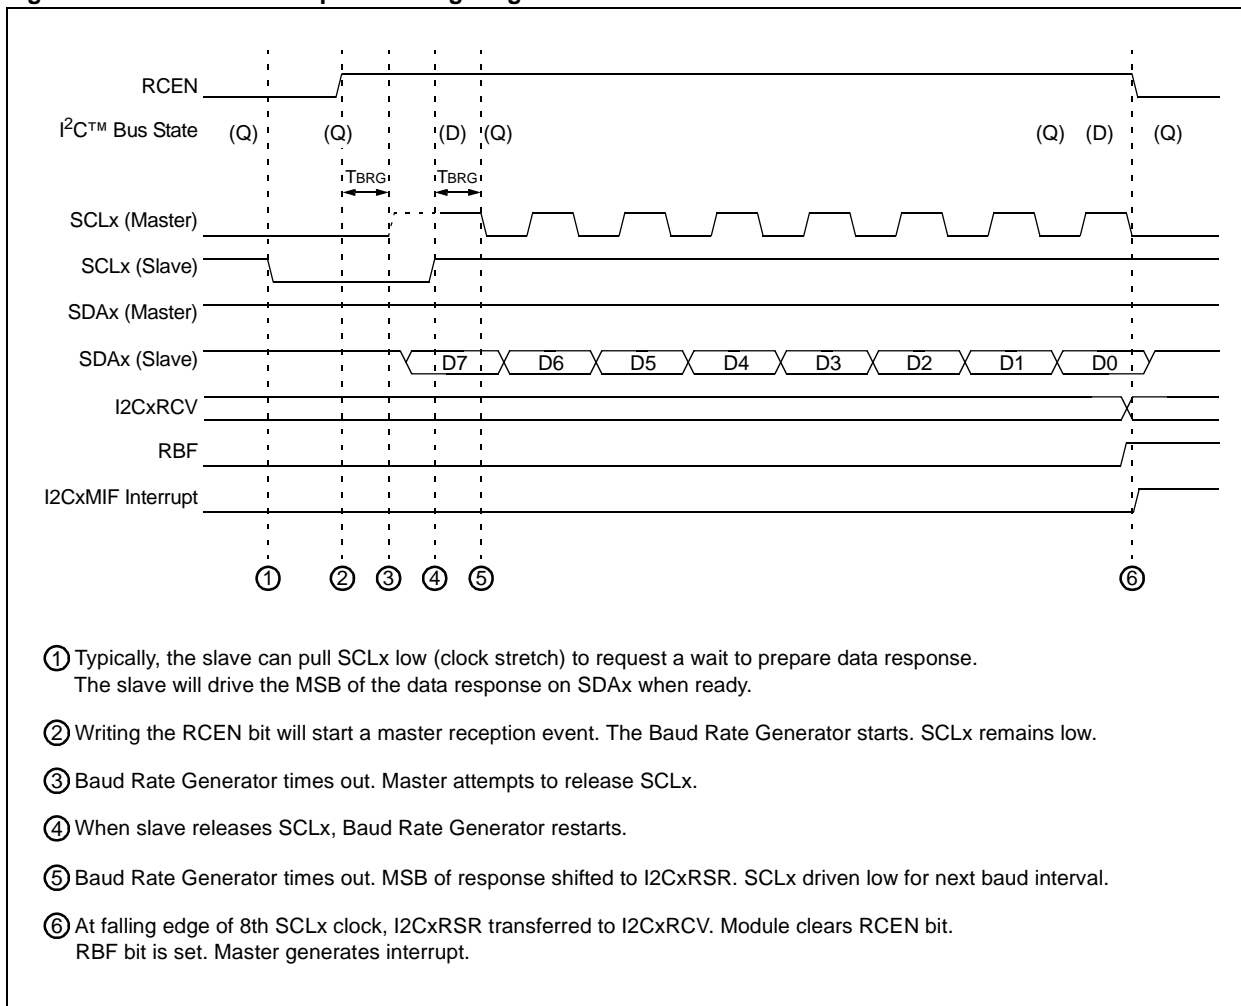 RCEN
I²C™ Bus State (Q) (Q) (D) (Q) (Q) (D) (Q)
TBRG TBRG
SCLx (Master)
SCLx (Slave)
SDAx (Master)
SDAx (Slave) D7 D6 D5 D4 D3 D2 D1 D0
I2CxRCV
RBF
I2CxMIF Interrupt
① ② ③ ④ ⑤ ⑥
① Typically, the slave can pull SCLx low (clock stretch) to request a wait to prepare data response.
The slave will drive the MSB of the data response on SDAx when ready.
② Writing the RCEN bit will start a master reception event. The Baud Rate Generator starts. SCLx remains low.
③ Baud Rate Generator times out. Master attempts to release SCLx.
④ When slave releases SCLx, Baud Rate Generator restarts.
⑤ Baud Rate Generator times out. MSB of response shifted to I2CxRSR. SCLx driven low for next baud interval.
⑥ At falling edge of 8th SCLx clock, I2CxRSR transferred to I2CxRCV. Module clears RCEN bit.
RBF bit is set. Master generates interrupt.